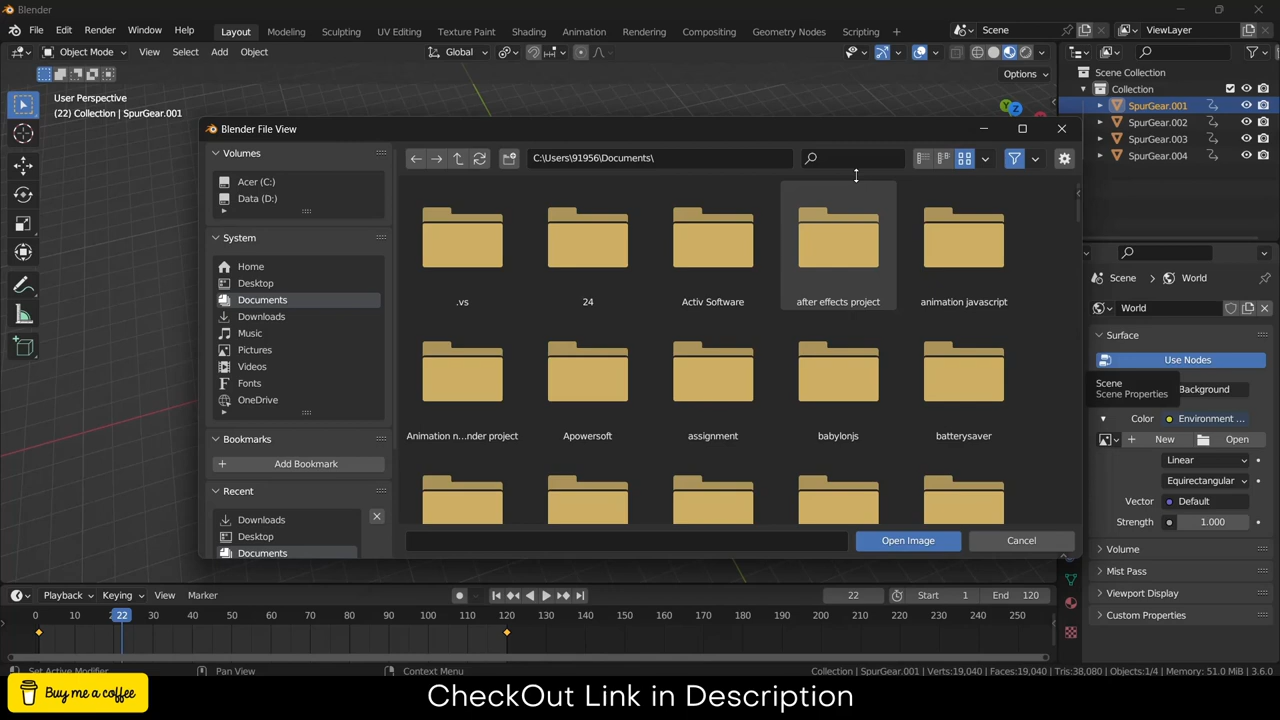 Blender
File Edit Render Window Help
Layout Modeling Sculpting UV Editing Texture Paint Shading Animation Rendering Compositing Geometry Nodes Scripting +
Scene
ViewLayer
Object Mode View Select Add Object
Global
Options
User Perspective
(22) Collection | SpurGear.001
Y
Z
Scene Collection
Collection
SpurGear.001
SpurGear.002
SpurGear.003
SpurGear.004
Blender File View
Volumes
Acer (C:)
Data (D:)
System
Home
Desktop
Documents
Downloads
Music
Pictures
Videos
Fonts
OneDrive
Bookmarks
Add Bookmark
Recent
Downloads
Desktop
Documents
C:\Users\91956\Documents\
.vs
24
Activ Software
after effects project
animation javascript
Animation n...nder project
Apowersoft
assignment
babylonjs
batterysaver
Open Image
Cancel
Scene
World
World
Surface
Use Nodes
Scene
Scene Properties
Background
Color
Environment ...
New
Open
Linear
Equirectangular
Vector
Default
Strength
1.000
Volume
Mist Pass
Viewport Display
Custom Properties
Playback Keying View Marker
22
Start 1
End 120
0 10 22 30 40 50 60 70 80 90 100 110 120 130 140 150 160 170 180 190 200 210 220 230 240 250
Set Active Modifier
Pan View
Context Menu
Collection | SpurGear.001 | Verts:19,040 | Faces:19,040 | Tris:38,080 | Objects:1/4 | Memory: 51.0 MiB | 3.6.0
Buy me a coffee
CheckOut Link in Description